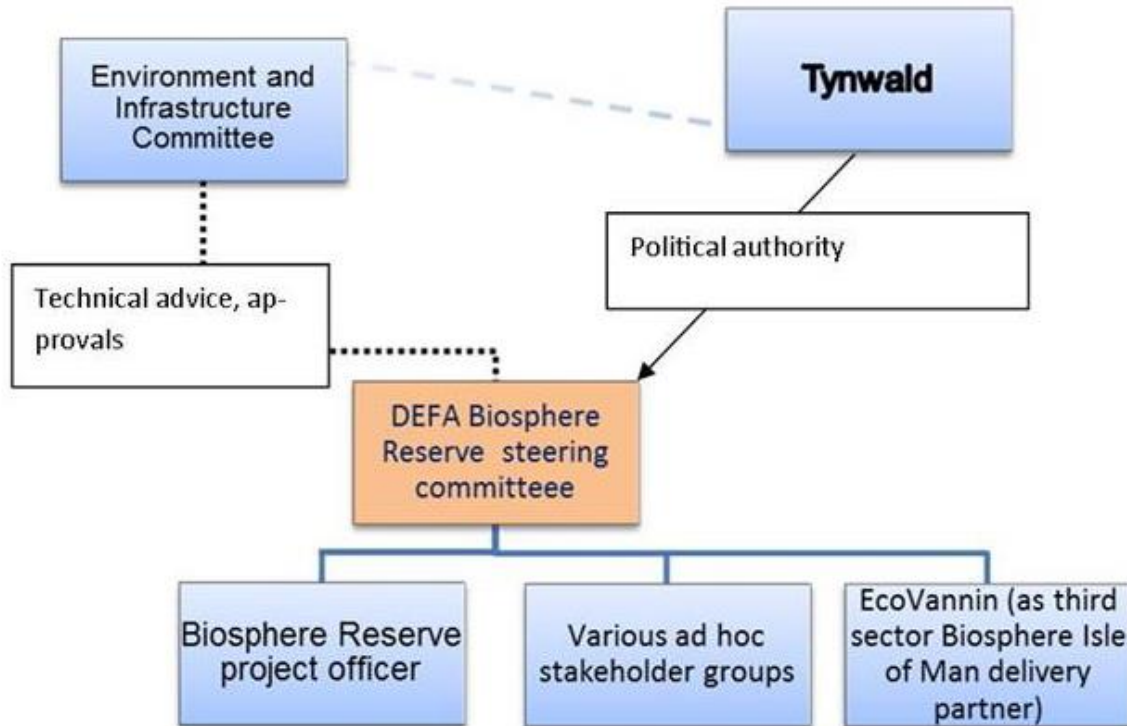 Environment and
Infrastructure
Committee
Tynwald
Political authority
Technical advice, ap-
provals
DEFA Biosphere
Reserve steering
committeee
Biosphere Reserve
project officer
Various ad hoc
stakeholder groups
EcoVannin (as third
sector Biosphere Isle
of Man delivery
partner)